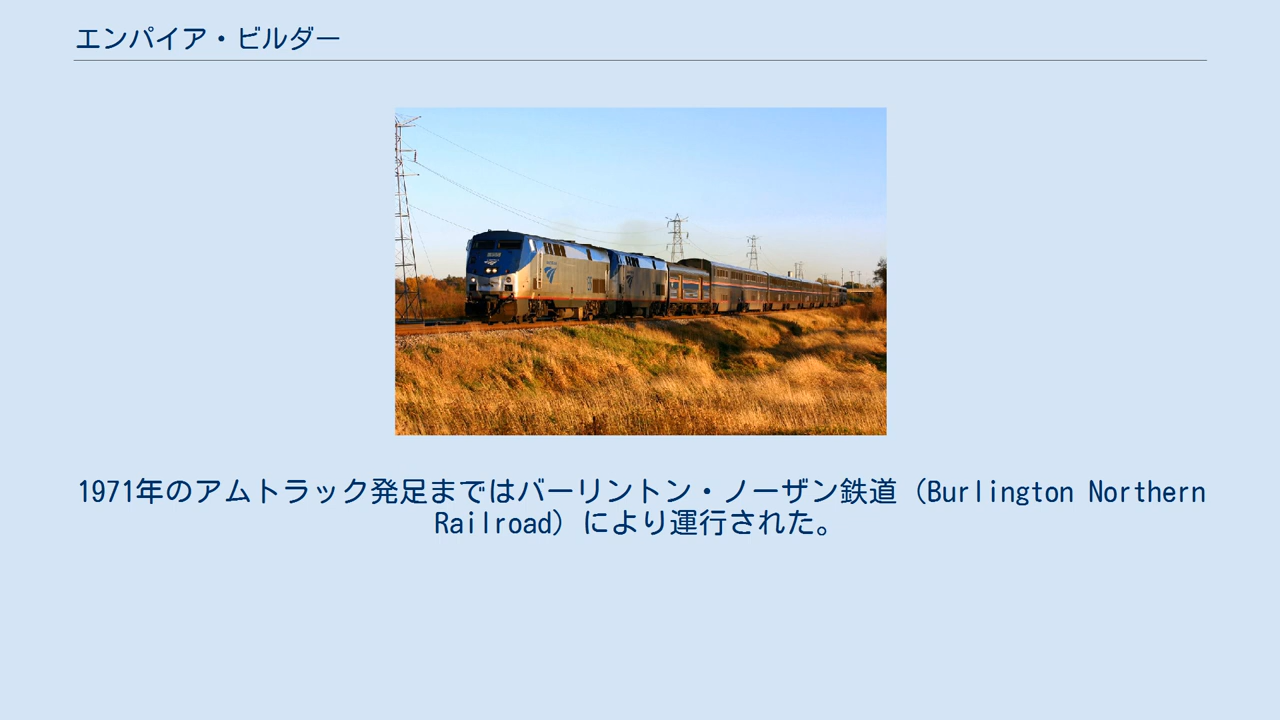 エンパイア・ビルダー
1971年のアムトラック発足まではバーリントン・ノーザン鉄道（Burlington Northern
Railroad）により運行された。